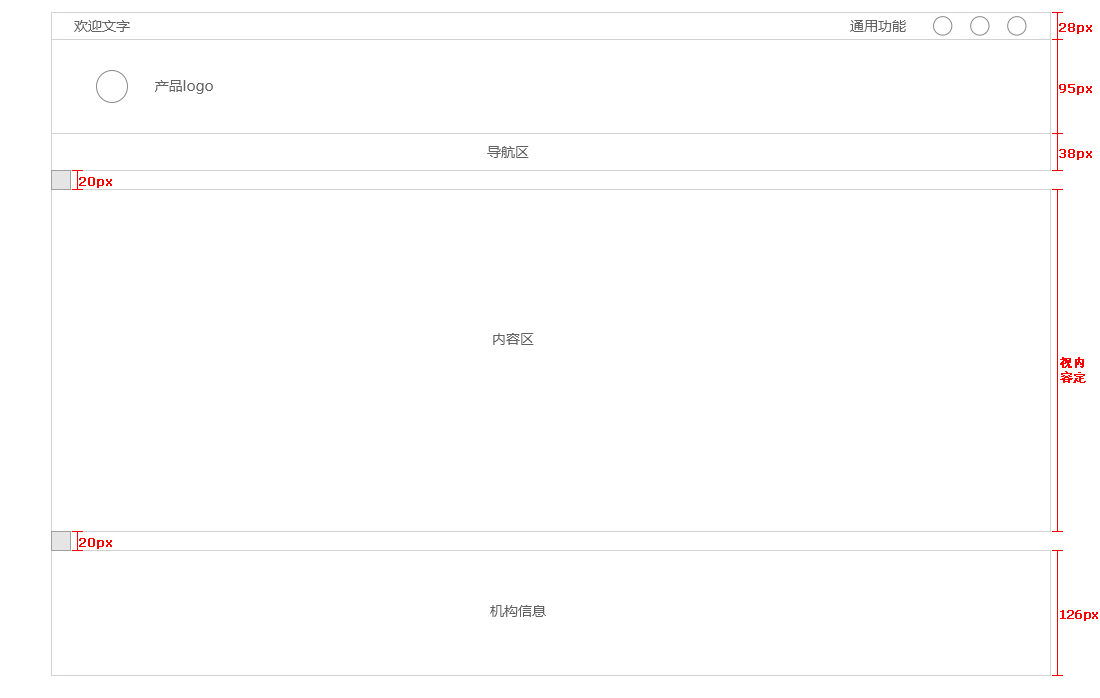 欢迎文字
通用功能
28px
产品logo
95px
导航区
38px
20px
内容区
视内
容定
20px
机构信息
126px